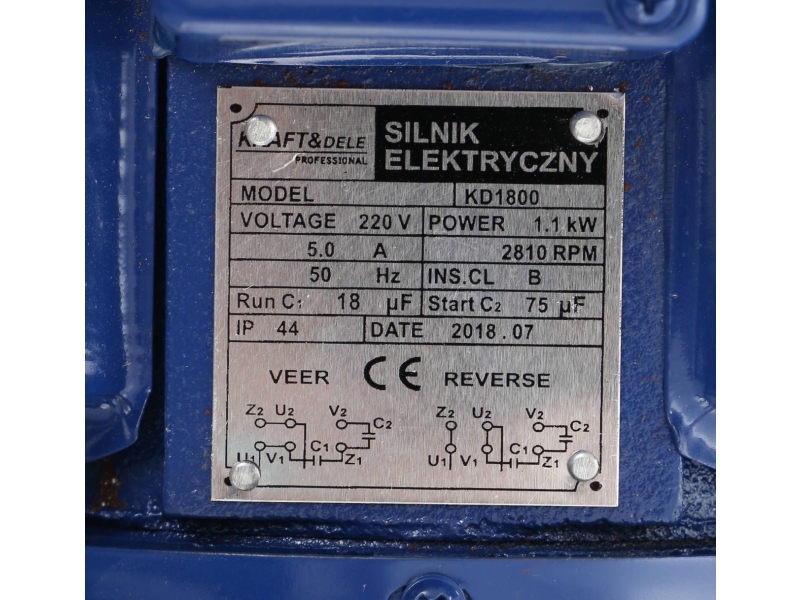 KRAFT&DELE
PROFESSIONAL
SILNIK
ELEKTRYCZNY
MODEL KD1800
VOLTAGE 220 V POWER 1.1 kW
5.0 A 2810 RPM
50 Hz INS.CL B
Run C1 18 μF Start C2 75 μF
IP 44 DATE 2018.07
VEER CE REVERSE
Z2 U2 V2 C2 Z2 U2 V2 C2
U1 V1 C1 Z1 U1 V1 C1 Z1